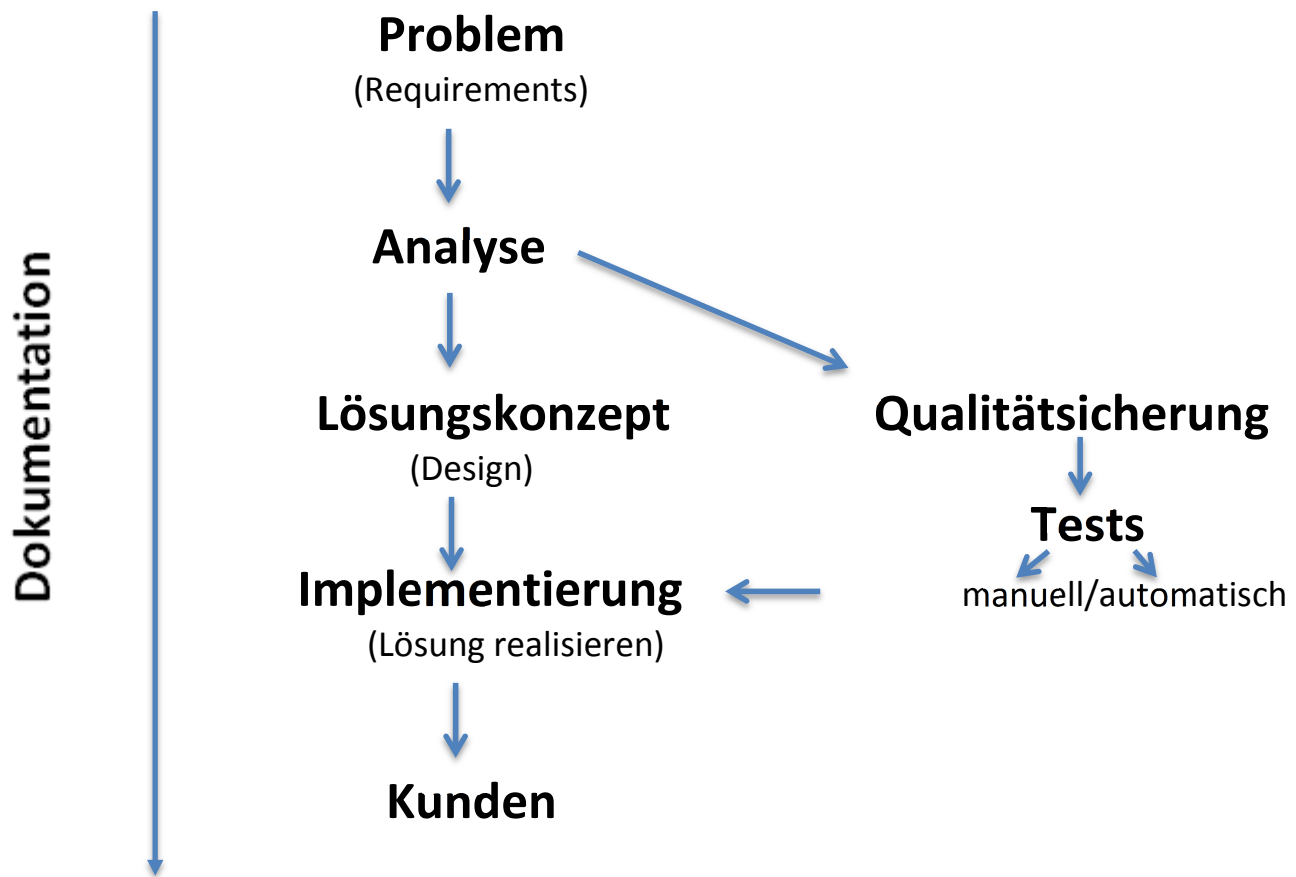 Dokumentation
Problem
(Requirements)
Analyse
Lösungskonzept
(Design)
Qualitätsicherung
Tests
manuell/automatisch
Implementierung
(Lösung realisieren)
Kunden